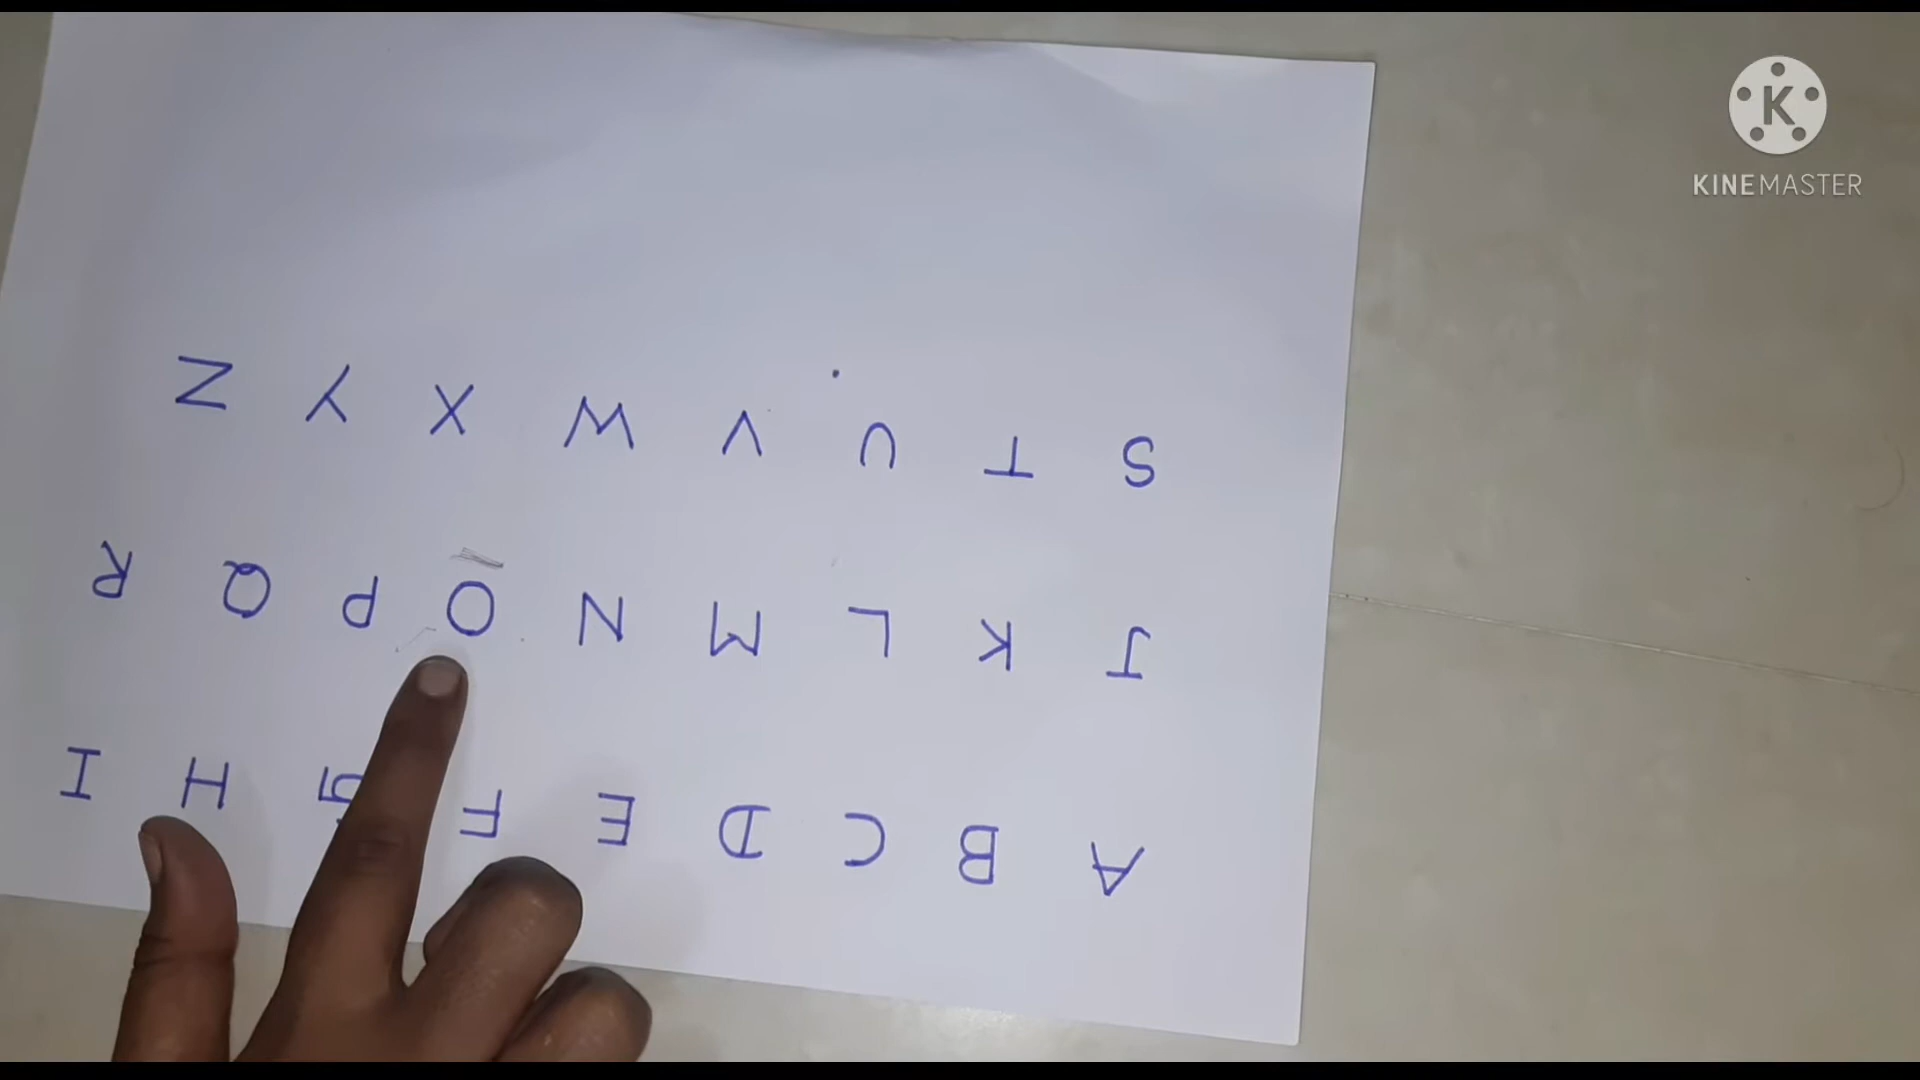 A B C D E F G H I
J K L M N O P Q R
S T U V W X Y Z
K
KINEMASTER